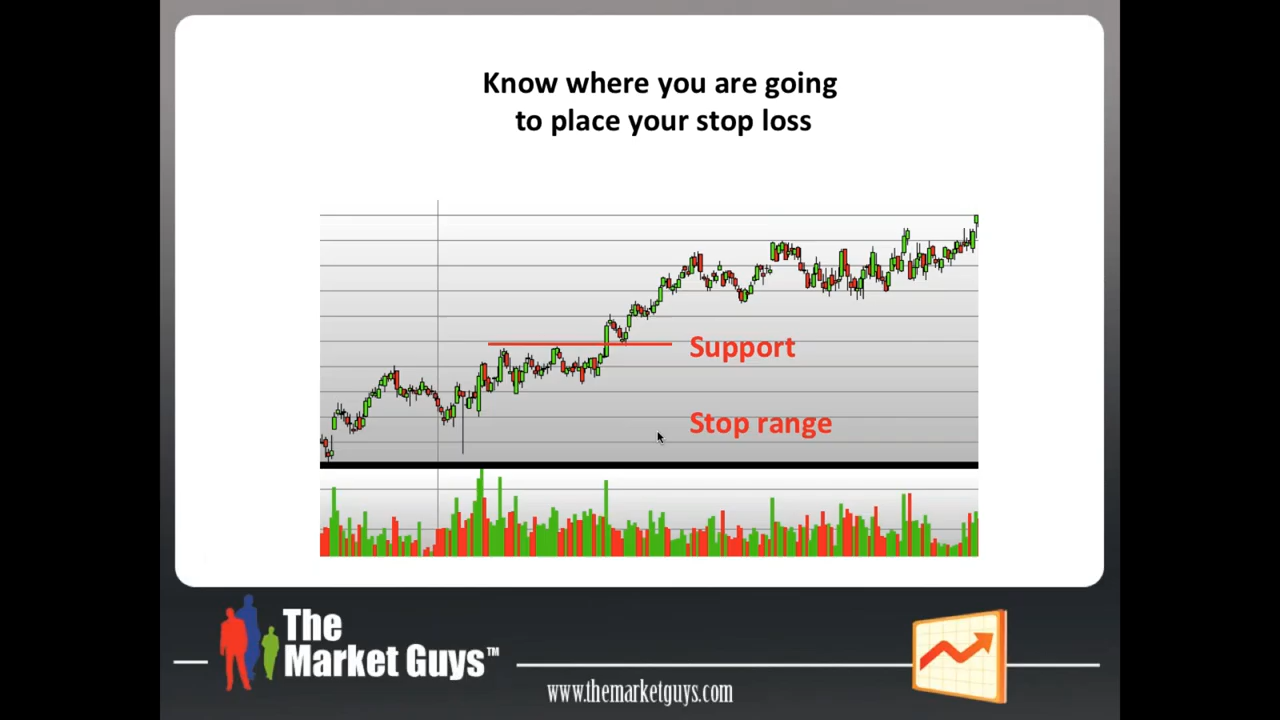 Know where you are going
to place your stop loss
Support
Stop range
The
Market Guys™
www.themarketguys.com